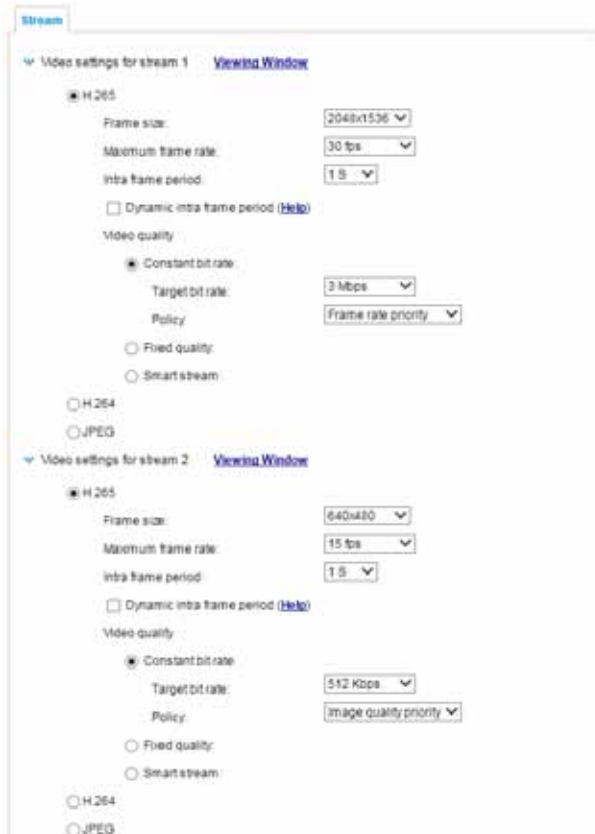 Stream
Video settings for stream 1 Viewing Window
H.265
Frame size: 2048x1536
Maximum frame rate: 30 fps
Intra frame period: 1 S
Dynamic intra frame period (Help)
Video quality
Constant bit rate:
Target bit rate: 3 Mbps
Policy: Frame rate priority
Fixed quality:
Smart stream:
H.264
JPEG
Video settings for stream 2 Viewing Window
H.265
Frame size: 640x480
Maximum frame rate: 15 fps
Intra frame period: 1 S
Dynamic intra frame period (Help)
Video quality
Constant bit rate:
Target bit rate: 512 Kbps
Policy: Image quality priority
Fixed quality:
Smart stream:
H.264
JPEG